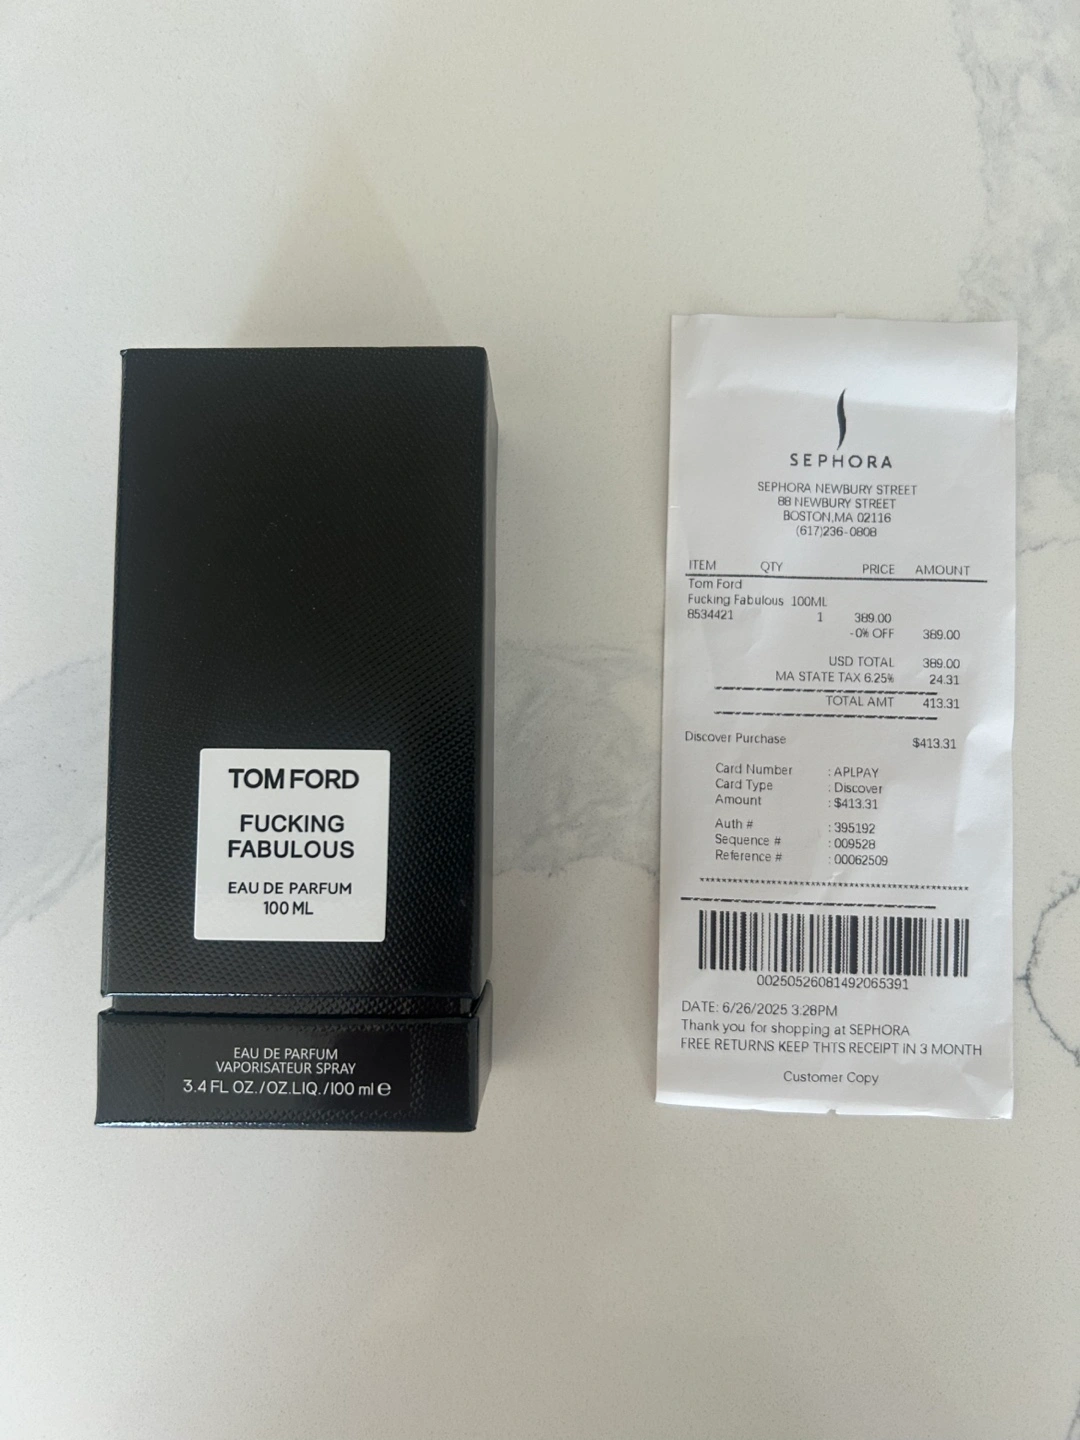 TOM FORD
FUCKING
FABULOUS
EAU DE PARFUM
100 ML
EAU DE PARFUM
VAPORISATEUR SPRAY
3.4 FL OZ./OZ.LIQ./100 ml ℮
SEPHORA
SEPHORA NEWBURY STREET
88 NEWBURY STREET
BOSTON,MA 02116
(617)236-0808
ITEM QTY PRICE AMOUNT
Tom Ford
Fucking Fabulous 100ML
8534421 1 389.00
-0% OFF 389.00
USD TOTAL 389.00
MA STATE TAX 6.25% 24.31
TOTAL AMT 413.31
Discover Purchase $413.31
Card Number : APLPAY
Card Type : Discover
Amount : $413.31
Auth # : 395192
Sequence # : 009528
Reference # : 00062509
00250526081492065391
DATE: 6/26/2025 3:28PM
Thank you for shopping at SEPHORA
FREE RETURNS KEEP THTS RECEIPT IN 3 MONTH
Customer Copy